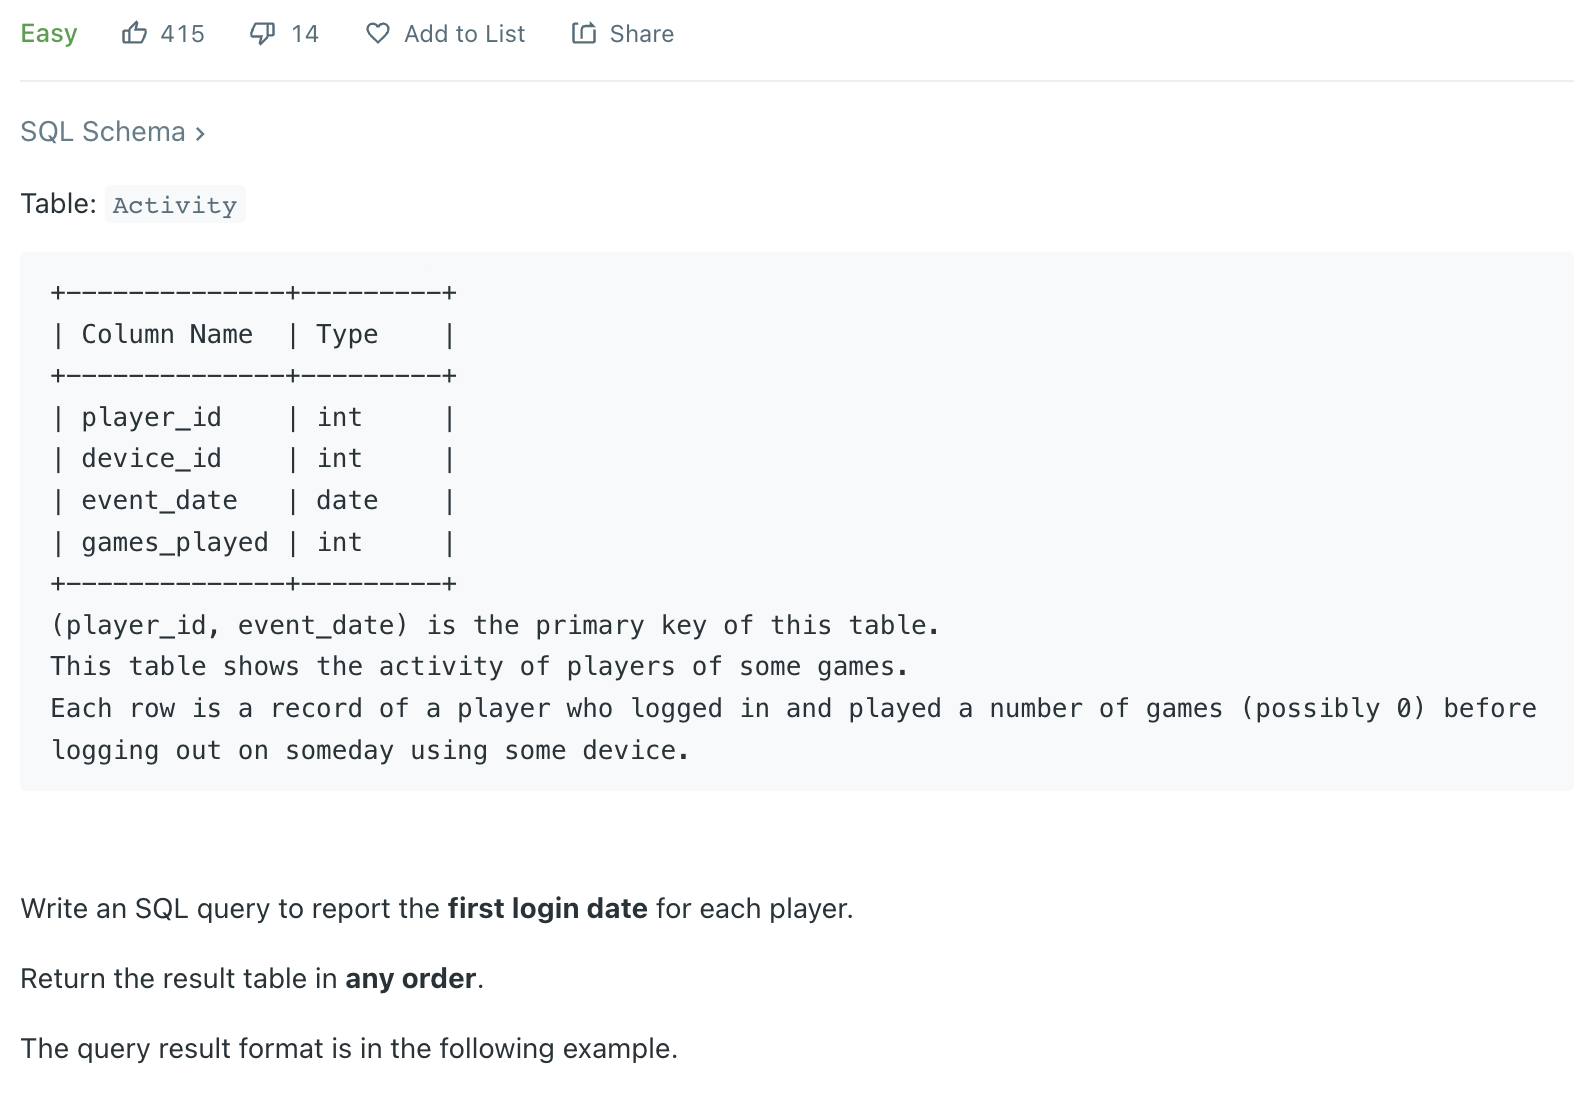 Easy 415 14 Add to List Share
SQL Schema >
Table: Activity
+--------------+---------+
| Column Name  | Type    |
+--------------+---------+
| player_id    | int     |
| device_id    | int     |
| event_date   | date    |
| games_played | int     |
+--------------+---------+
(player_id, event_date) is the primary key of this table.
This table shows the activity of players of some games.
Each row is a record of a player who logged in and played a number of games (possibly 0) before
logging out on someday using some device.
Write an SQL query to report the first login date for each player.
Return the result table in any order.
The query result format is in the following example.